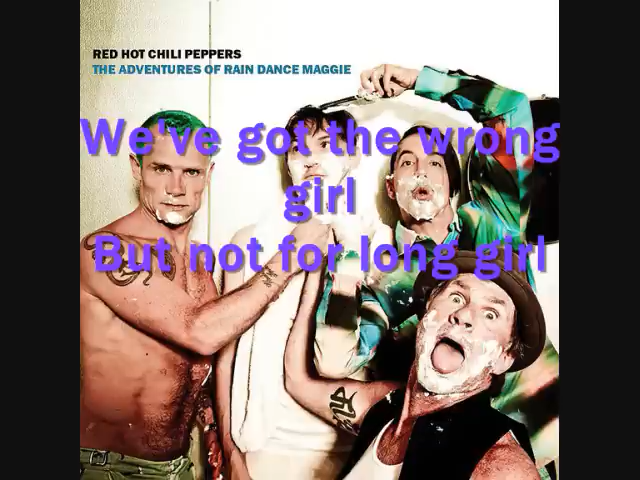 RED HOT CHILI PEPPERS
THE ADVENTURES OF RAIN DANCE MAGGIE
We've got the wrong
girl
But not for long girl